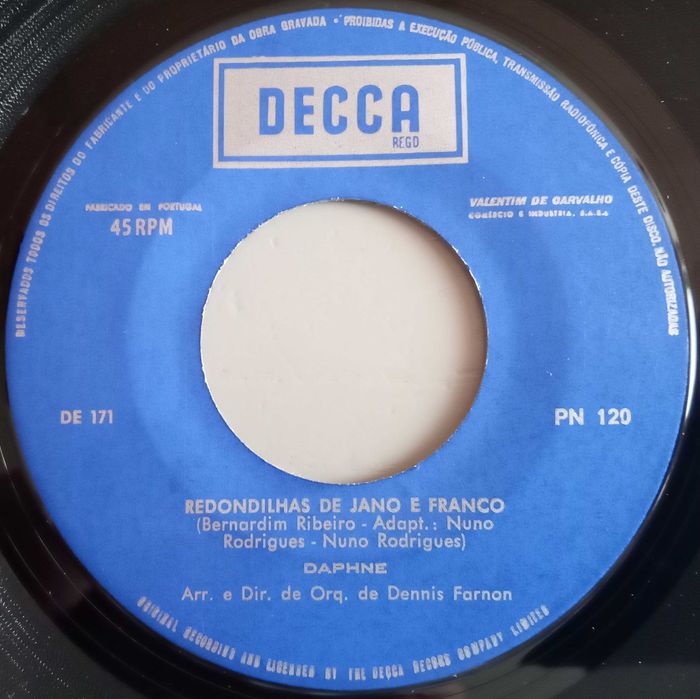 RESERVADOS TODOS OS DIREITOS DO FABRICANTE E DO PROPRIETÁRIO DA OBRA GRAVADA • PROIBIDAS A EXECUÇÃO PÚBLICA, TRANSMISSÃO RADIOFÓNICA E CÓPIA DESTE DISCO, NÃO AUTORIZADAS
DECCA
REGD
FABRICADO EM PORTUGAL
45 RPM
VALENTIM DE CARVALHO
COMÉRCIO E INDUSTRIA, S.A.R.L.
DE 171
PN 120
REDONDILHAS DE JANO E FRANCO
(Bernardim Ribeiro - Adapt.: Nuno
Rodrigues - Nuno Rodrigues)
DAPHNE
Arr. e Dir. de Orq. de Dennis Farnon
ORIGINAL RECORDING AND LICENSED BY THE DECCA RECORD COMPANY LIMITED